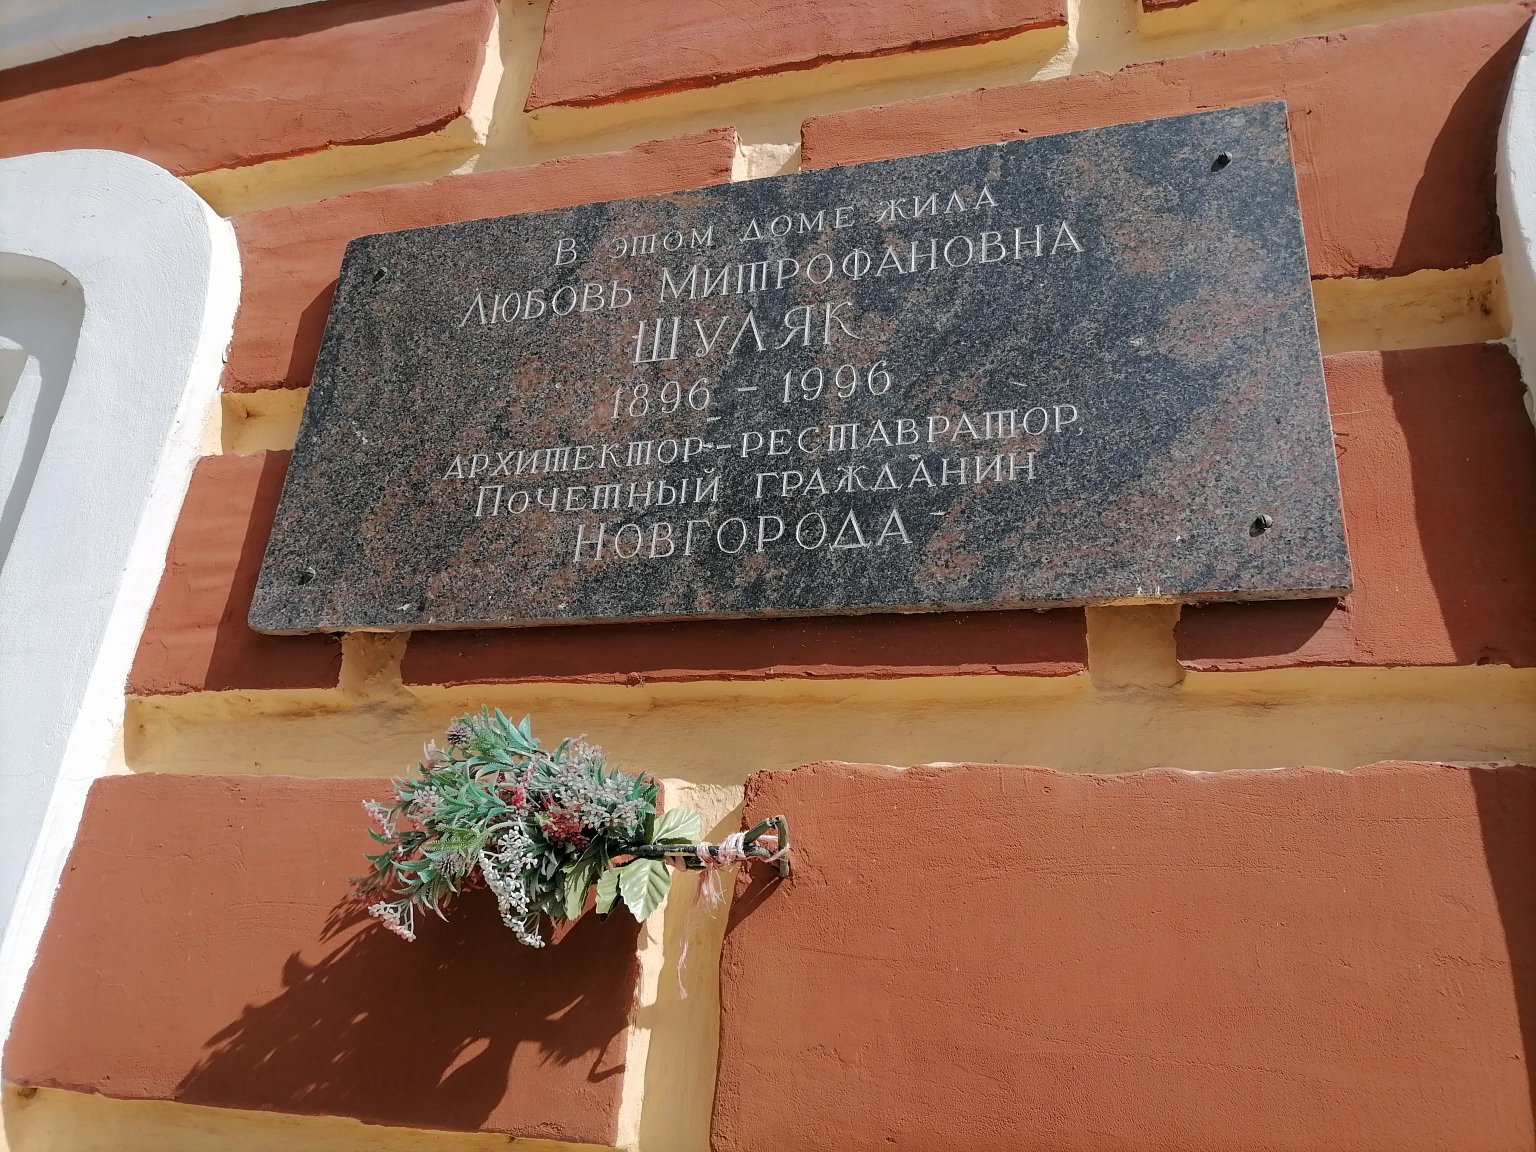 В этом доме жила
Любовь Митрофановна
ШУЛЯК
1896 - 1996
архитектор-реставратор,
Почетный гражданин
Новгорода